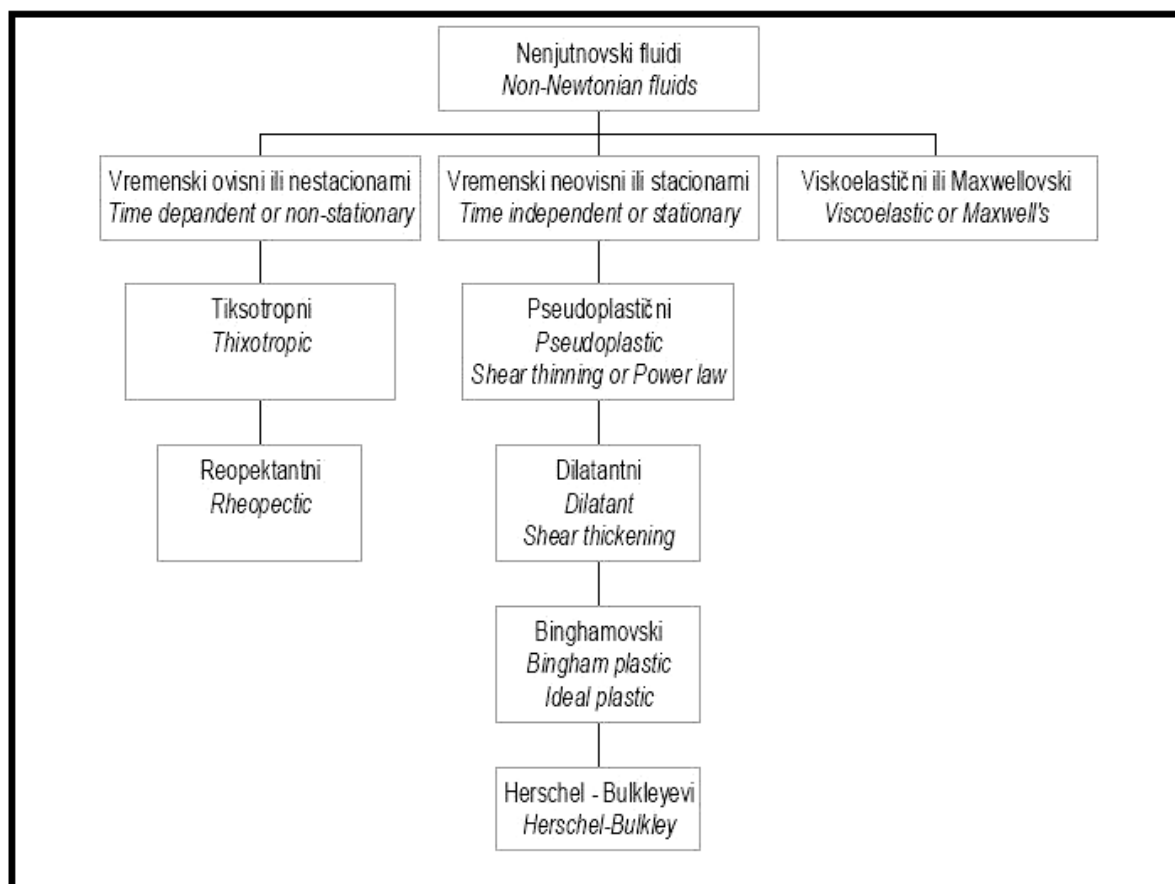 Nenjutnovski fluidi
Non-Newtonian fluids
Vremenski ovisni ili nestacionarni
Time depandent or non-stationary
Vremenski neovisni ili stacionarni
Time independent or stationary
Viskoelastični ili Maxwellovski
Viscoelastic or Maxwell's
Tiksotropni
Thixotropic
Pseudoplastični
Pseudoplastic
Shear thinning or Power law
Reopektantni
Rheopectic
Dilatantni
Dilatant
Shear thickening
Binghamovski
Bingham plastic
Ideal plastic
Herschel - Bulkleyevi
Herschel-Bulkley